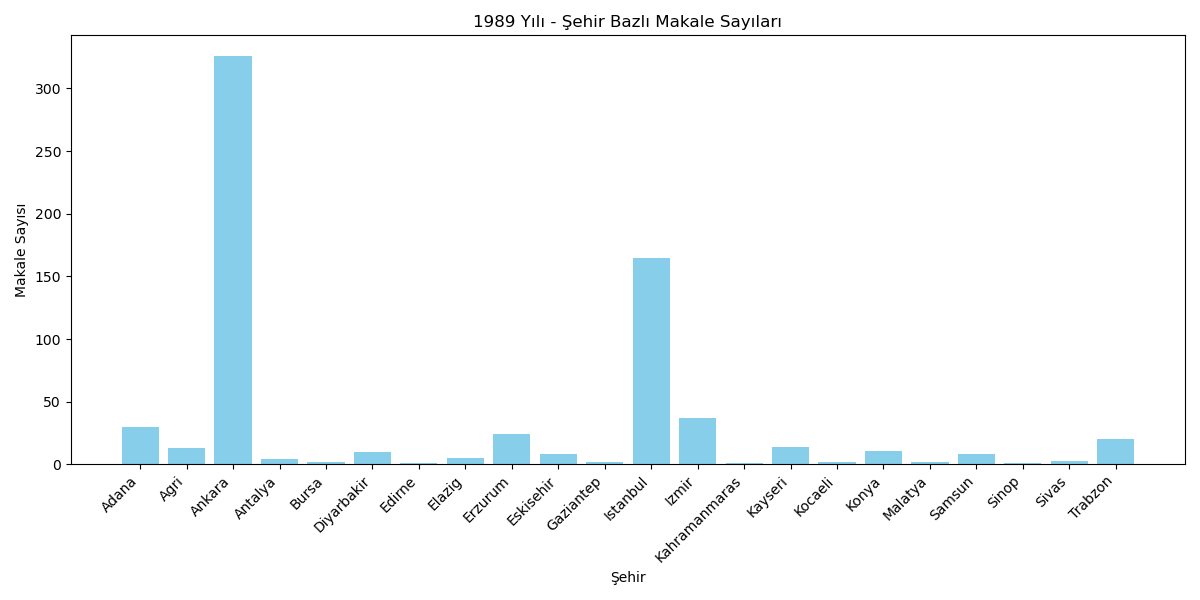 1989 Yılı - Şehir Bazlı Makale Sayıları
Makale Sayısı
300
250
200
150
100
50
0
Adana
Agri
Ankara
Antalya
Bursa
Diyarbakir
Edirne
Elazig
Erzurum
Eskisehir
Gaziantep
Istanbul
Izmir
Kahramanmaras
Kayseri
Kocaeli
Konya
Malatya
Samsun
Sinop
Sivas
Trabzon
Şehir